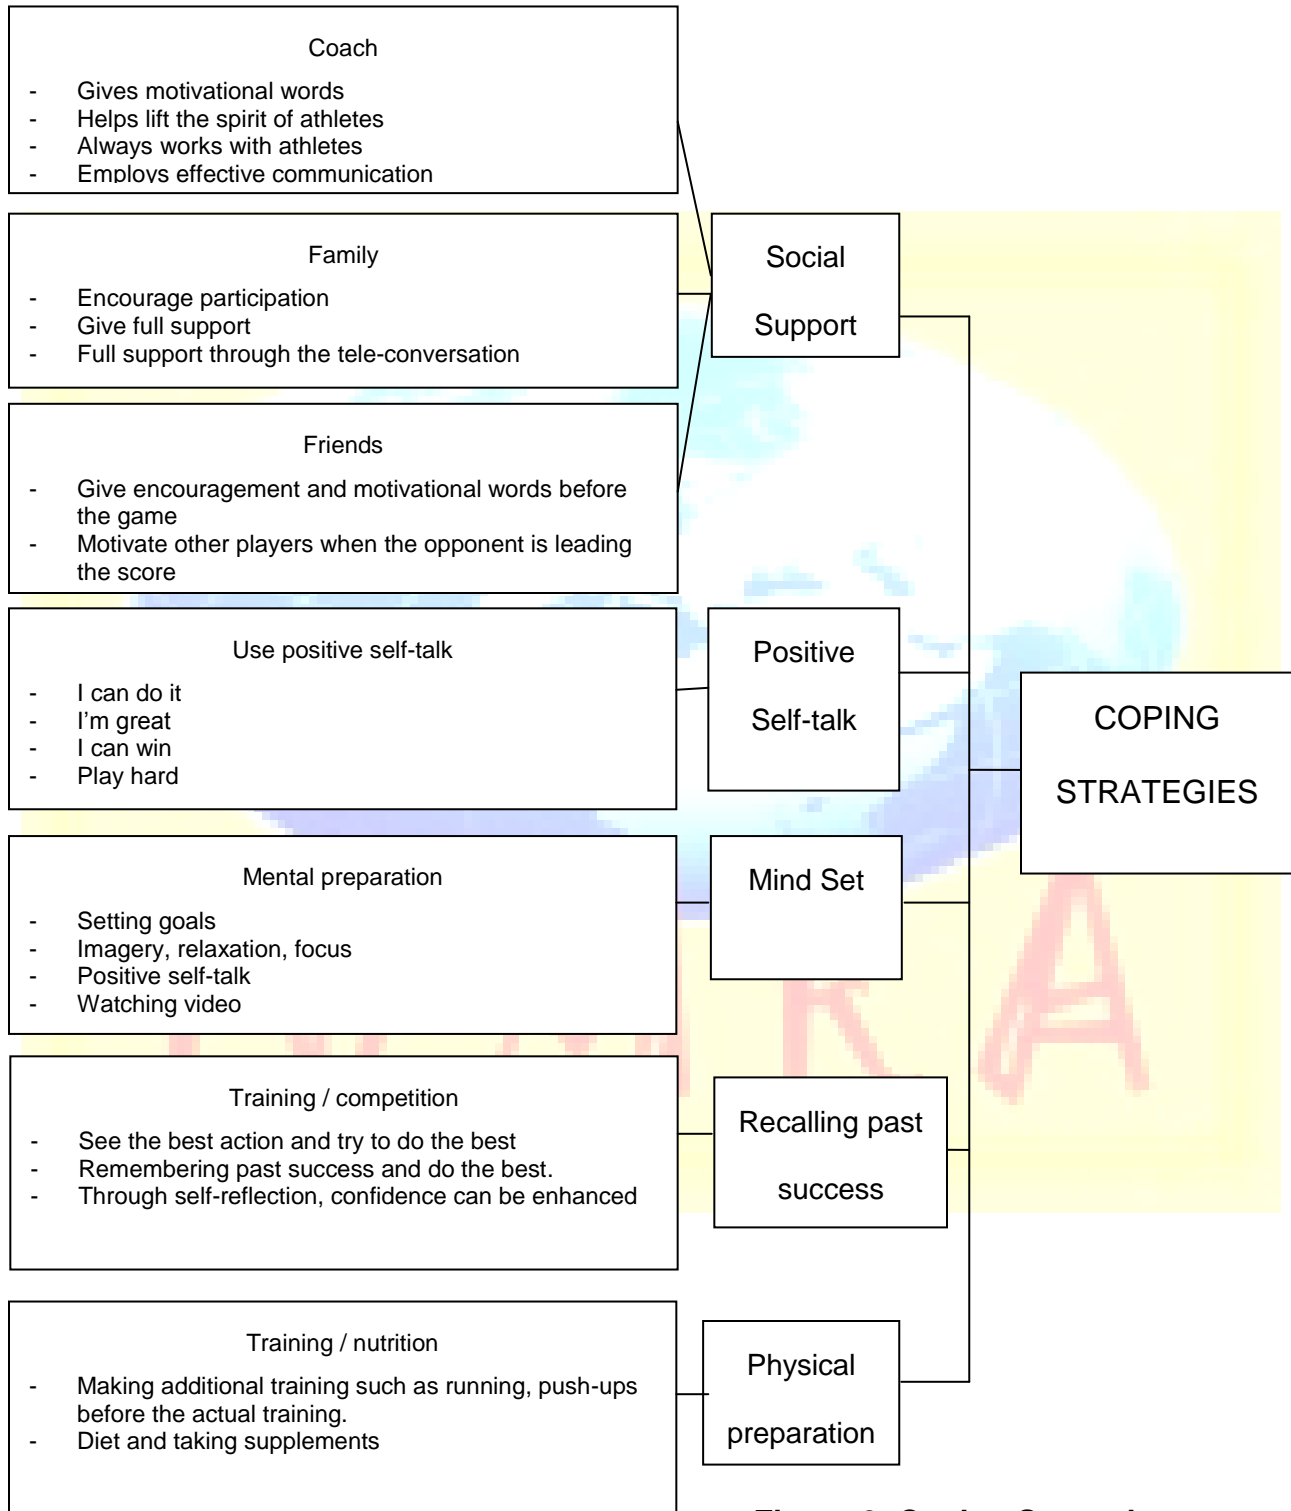 Coach
- Gives motivational words
- Helps lift the spirit of athletes
- Always works with athletes
- Employs effective communication
Family
- Encourage participation
- Give full support
- Full support through the tele-conversation
Friends
- Give encouragement and motivational words before
the game
- Motivate other players when the opponent is leading
the score
Social
Support
Use positive self-talk
- I can do it
- I'm great
- I can win
- Play hard
Positive
Self-talk
Mental preparation
- Setting goals
- Imagery, relaxation, focus
- Positive self-talk
- Watching video
Mind Set
Training / competition
- See the best action and try to do the best
- Remembering past success and do the best.
- Through self-reflection, confidence can be enhanced
Recalling past
success
Training / nutrition
- Making additional training such as running, push-ups
before the actual training.
- Diet and taking supplements
Physical
preparation
COPING
STRATEGIES